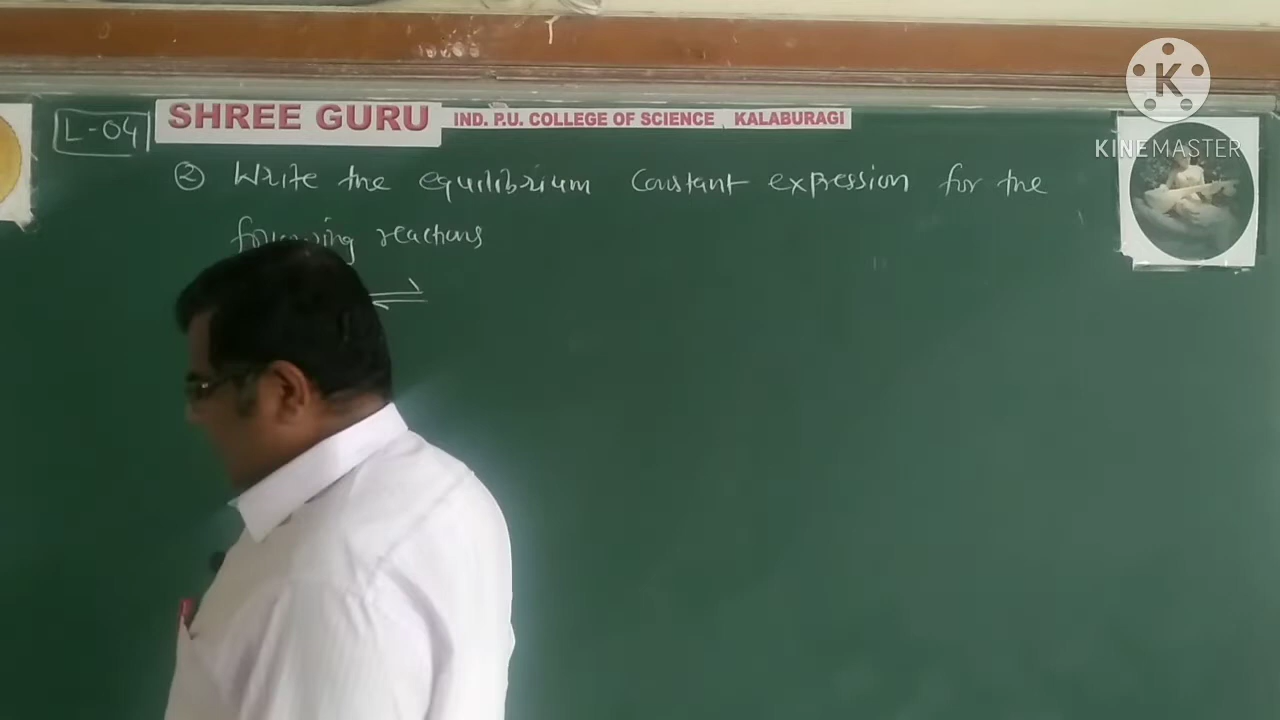 L-04
SHREE GURU IND. P.U. COLLEGE OF SCIENCE, KALABURAGI
② Write the equilibrium constant expression for the
following reactions
⇌
K
KINEMASTER